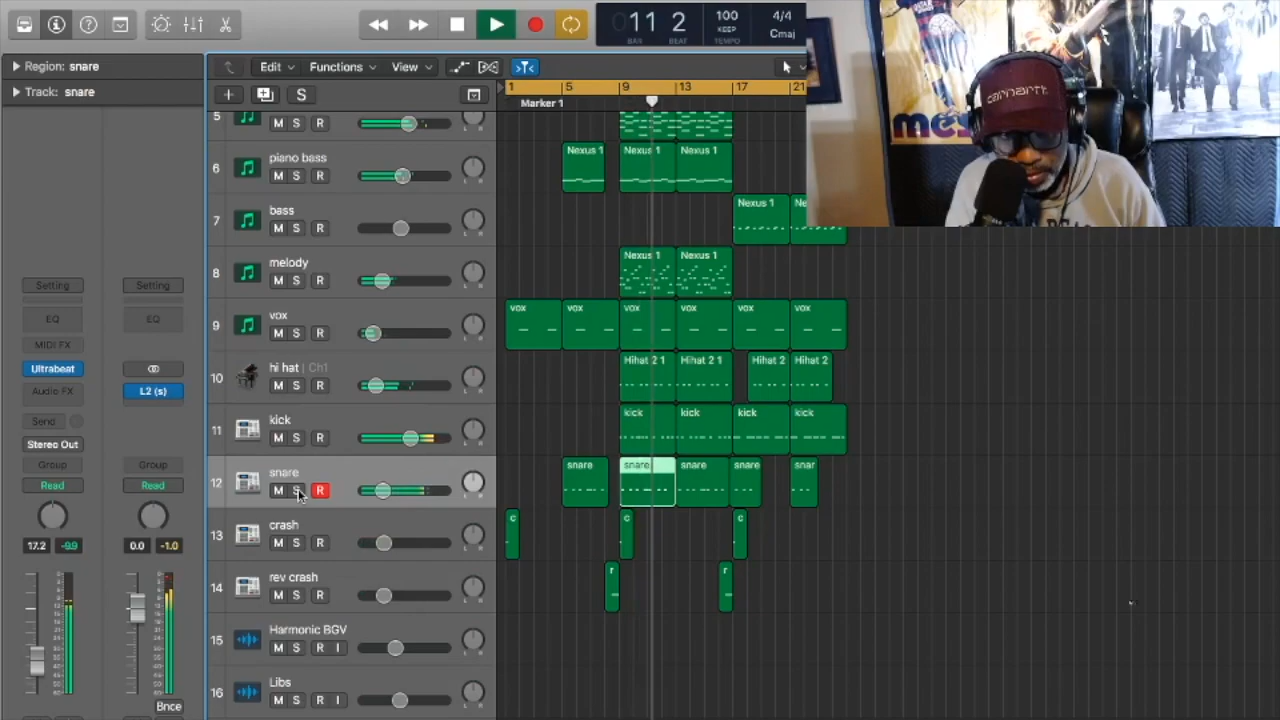 11 2
100
4/4
BAR
BEAT
KEEP
TEMPO
Cmaj
Region: snare
Track: snare
Edit
Functions
View
S
1 5 9 13 17 21
Marker 1
carhartt
mes
5 M S R
6 piano bass
M S R
Nexus 1 Nexus 1 Nexus 1
7 bass
M S R
Nexus 1 Ne
8 melody
M S R
Nexus 1 Nexus 1
9 vox
M S R
vox vox vox vox vox vox
10 hi hat | Ch1
M S R
Hihat 2 1 Hihat 2 1 Hihat 2 Hihat 2
11 kick
M S R
kick kick kick kick
12 snare
M S R
snare snare snare snare snar
13 crash
M S R
c c c
14 rev crash
M S R
r r
15 Harmonic BGV
M S R I
16 Libs
M S R I
Setting Setting
EQ EQ
MIDI FX
Ultrabeat
Audio FX L2 (s)
Send
Stereo Out
Group Group
Read Read
17.2 -9.9 0.0 -1.0
Bnce